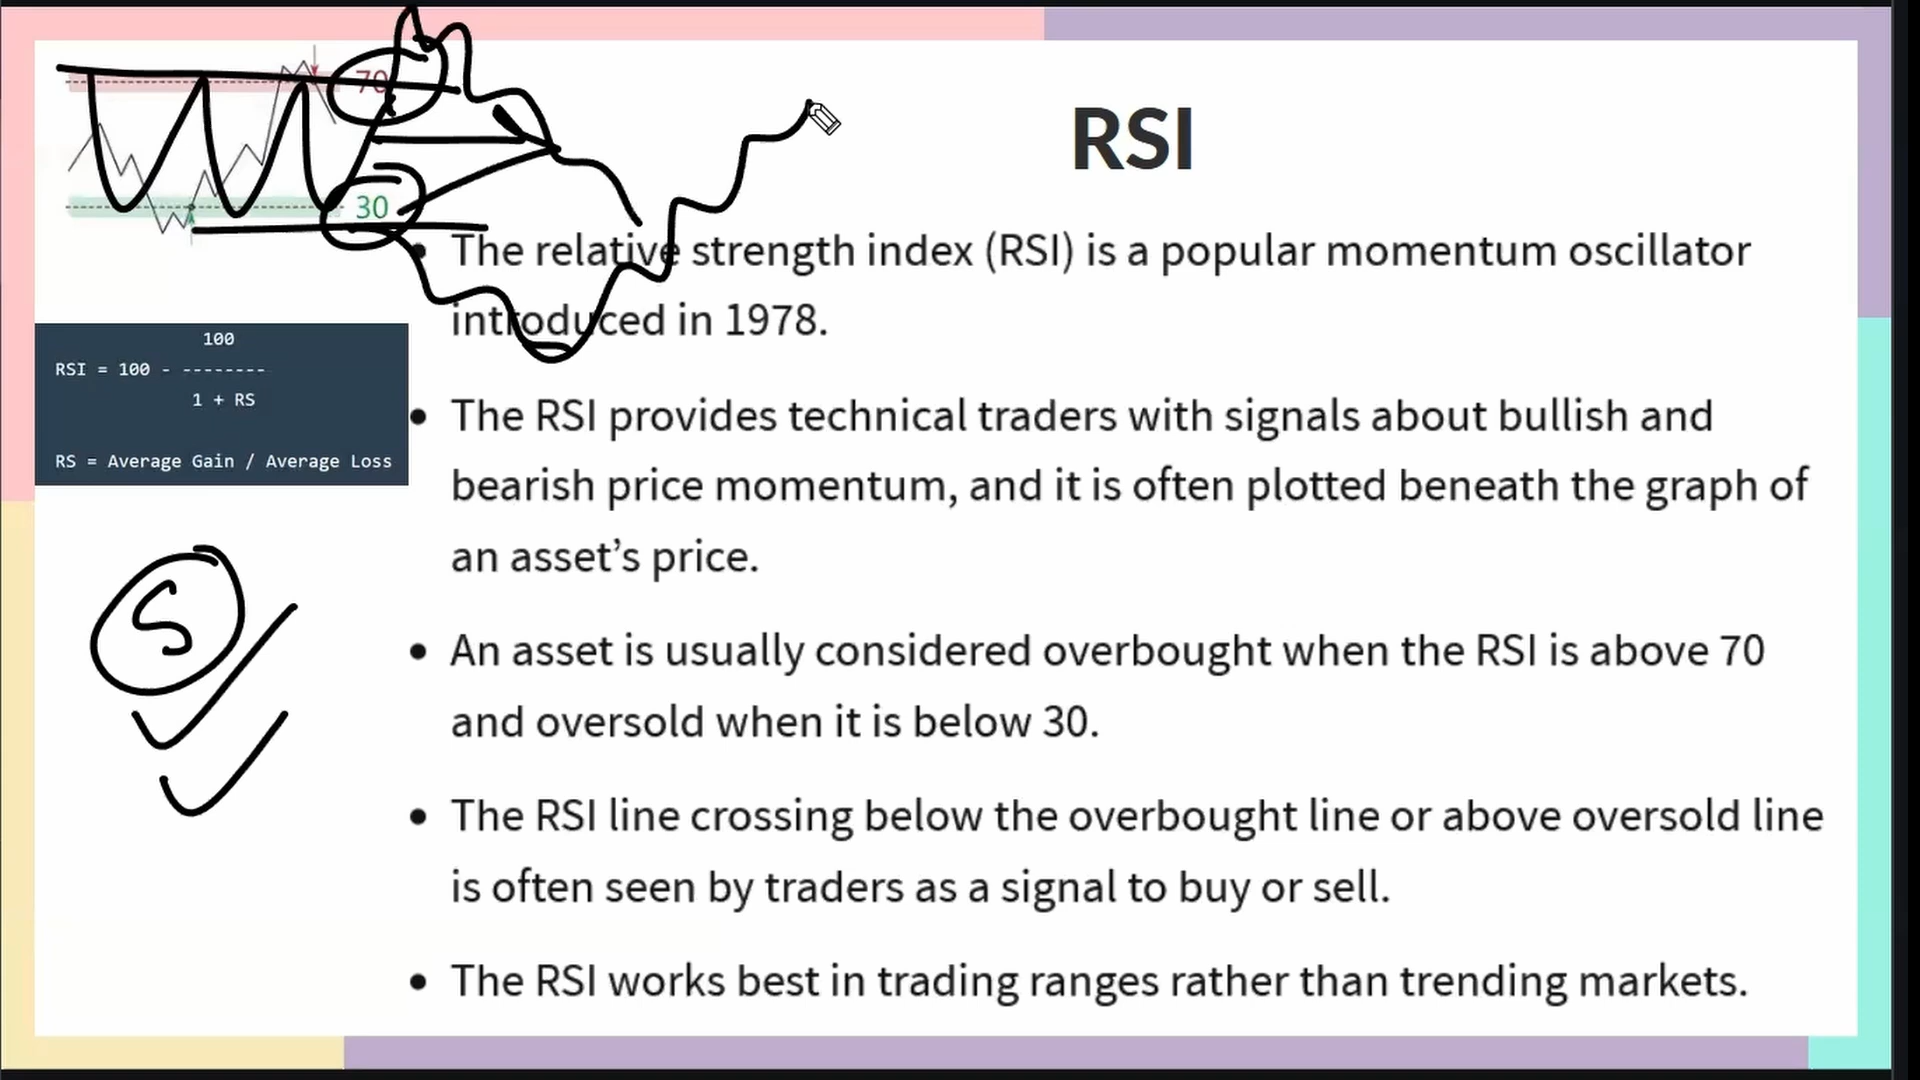 70
30
RSI
100
RSI = 100 - --------
1 + RS
RS = Average Gain / Average Loss
S
• The relative strength index (RSI) is a popular momentum oscillator
introduced in 1978.
• The RSI provides technical traders with signals about bullish and
bearish price momentum, and it is often plotted beneath the graph of
an asset’s price.
• An asset is usually considered overbought when the RSI is above 70
and oversold when it is below 30.
• The RSI line crossing below the overbought line or above oversold line
is often seen by traders as a signal to buy or sell.
• The RSI works best in trading ranges rather than trending markets.